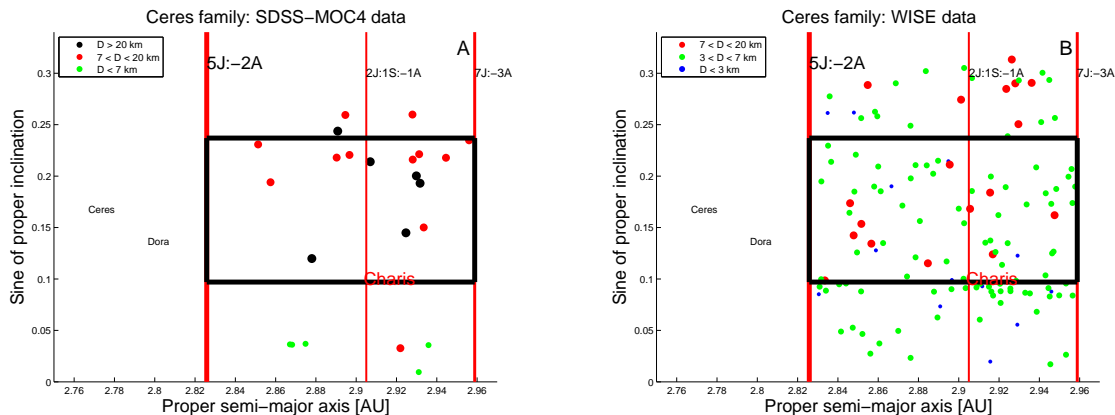 Ceres family: SDSS−MOC4 data
D > 20 km
7 < D < 20 km
D < 7 km
A
5J:−2A
2J:1S:−1A
7J:−3A
Ceres
Dora
Charis
0.3
0.25
0.2
0.15
0.1
0.05
0
2.76 2.78 2.8 2.82 2.84 2.86 2.88 2.9 2.92 2.94 2.96
Sine of proper inclination
Proper semi−major axis [AU]
Ceres family: WISE data
7 < D < 20 km
3 < D < 7 km
D < 3 km
B
5J:−2A
2J:1S:−1A
7J:−3A
Ceres
Dora
Charis
0.3
0.25
0.2
0.15
0.1
0.05
0
2.76 2.78 2.8 2.82 2.84 2.86 2.88 2.9 2.92 2.94 2.96
Sine of proper inclination
Proper semi−major axis [AU]